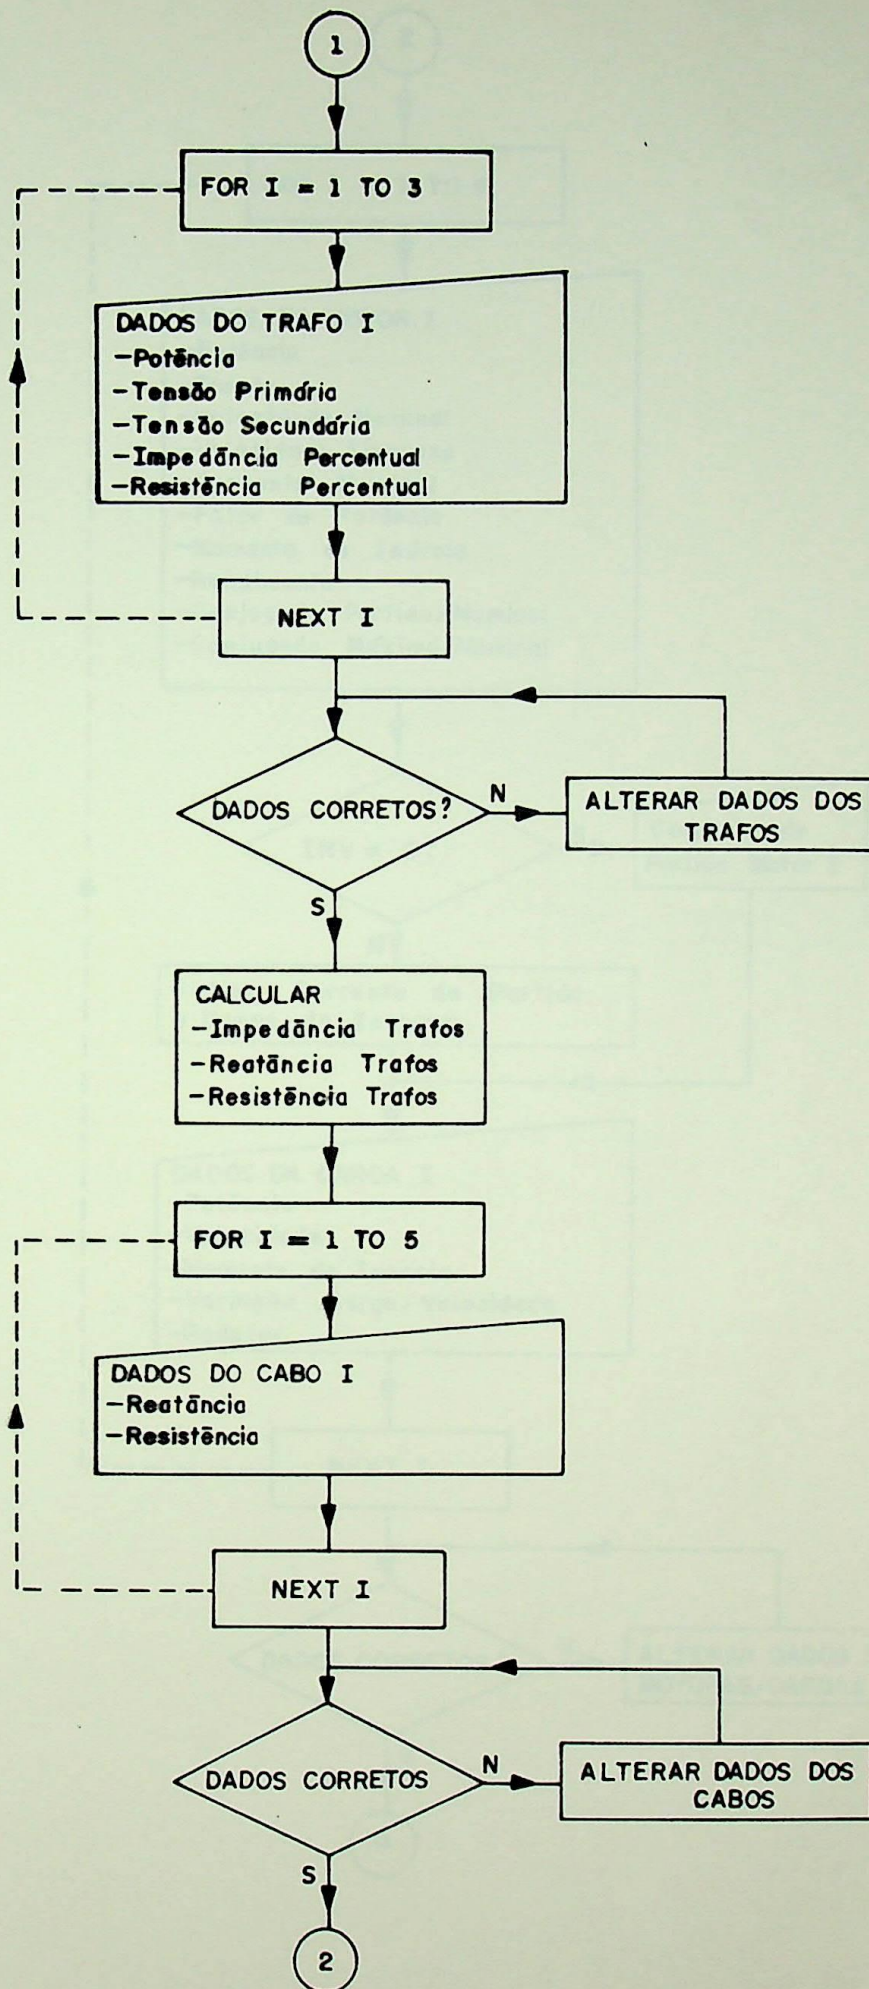 1
FOR I = 1 TO 3
DADOS DO TRAFO I
-Potência
-Tensão Primária
-Tensão Secundária
-Impedância Percentual
-Resistência Percentual
NEXT I
DADOS CORRETOS?
N
ALTERAR DADOS DOS
TRAFOS
S
CALCULAR
-Impedância Trafos
-Reatância Trafos
-Resistência Trafos
FOR I = 1 TO 5
DADOS DO CABO I
-Reatância
-Resistência
NEXT I
DADOS CORRETOS
N
ALTERAR DADOS DOS
CABOS
S
2